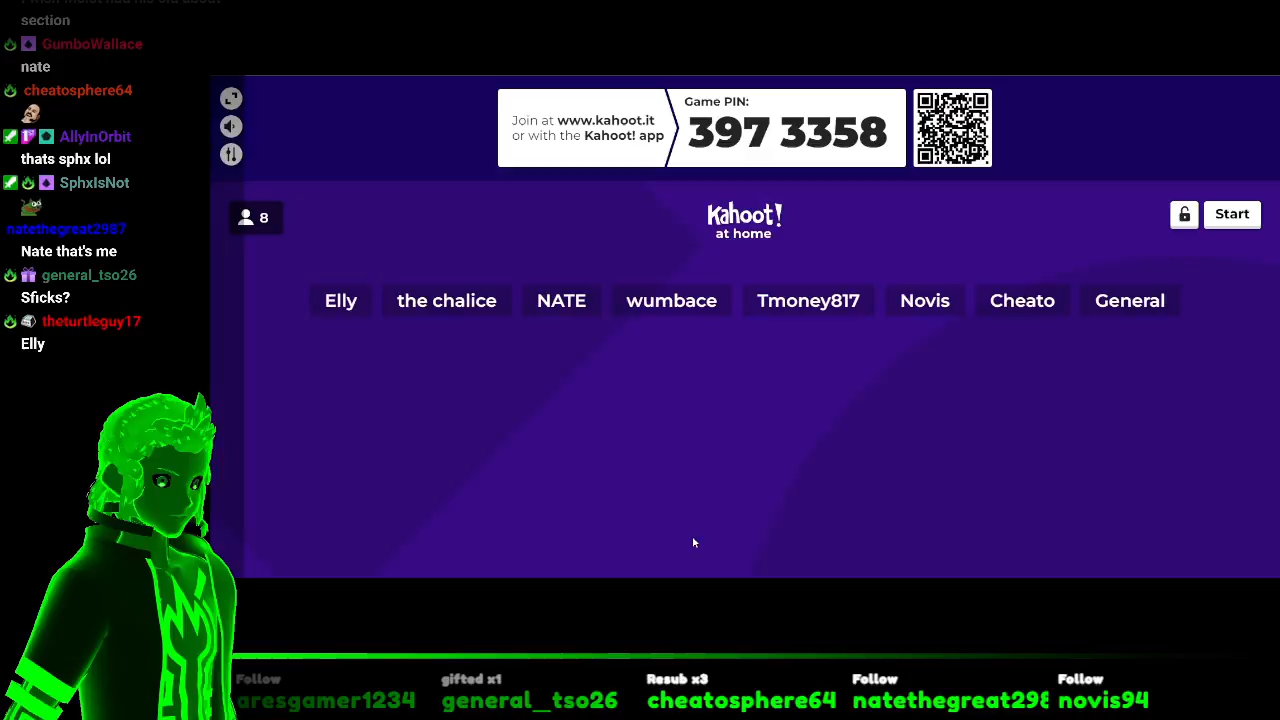 section
GumboWallace
nate
cheatosphere64
AllyInOrbit
thats sphx lol
SphxIsNot
natethegreat2987
Nate that's me
general_tso26
Sficks?
theturtleguy17
Elly
Join at www.kahoot.it
or with the Kahoot! app
Game PIN:
397 3358
8
Kahoot!
at home
Start
Elly
the chalice
NATE
wumbace
Tmoney817
Novis
Cheato
General
Follow
aresgamer1234
gifted x1
general_tso26
Resub x3
cheatosphere64
Follow
natethegreat298
Follow
novis94